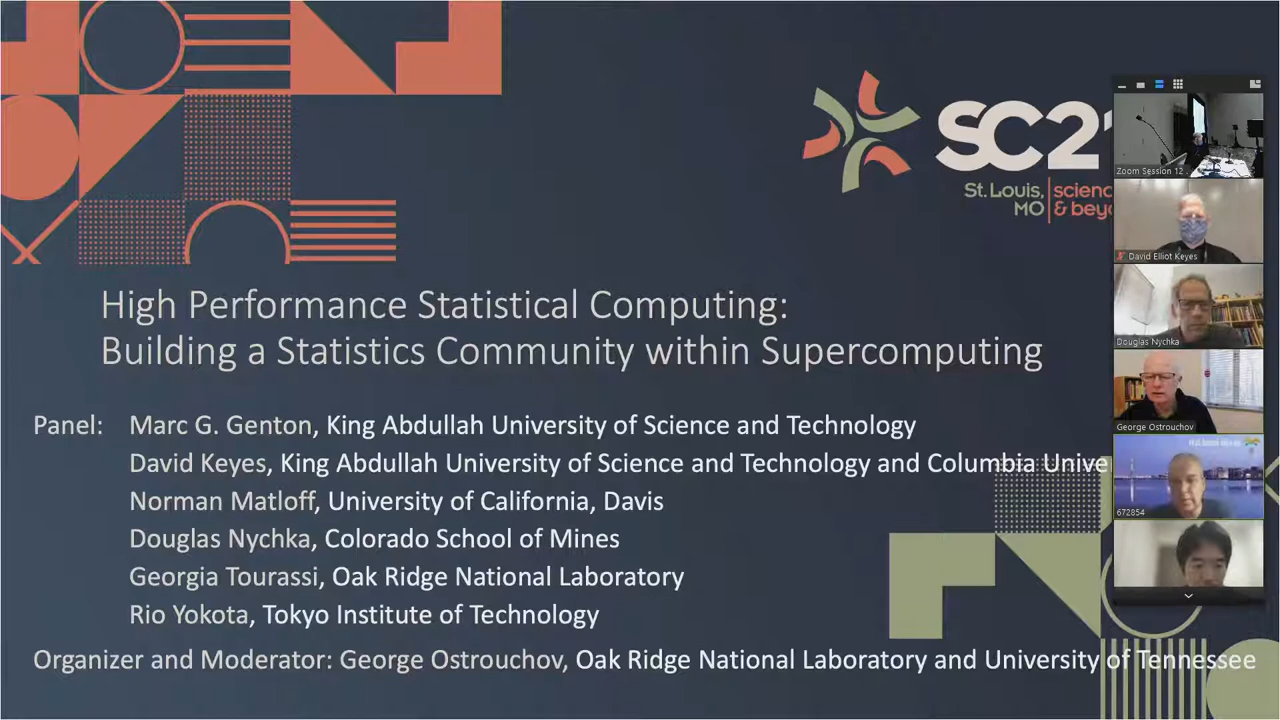 SC21
St. Louis, scienc
MO & beyo
High Performance Statistical Computing:
Building a Statistics Community within Supercomputing
Panel: Marc G. Genton, King Abdullah University of Science and Technology
David Keyes, King Abdullah University of Science and Technology and Columbia Unive
Norman Matloff, University of California, Davis
Douglas Nychka, Colorado School of Mines
Georgia Tourassi, Oak Ridge National Laboratory
Rio Yokota, Tokyo Institute of Technology
Organizer and Moderator: George Ostrouchov, Oak Ridge National Laboratory and University of Tennessee
Zoom Session 12
David Elliot Keyes
Douglas Nychka
George Ostrouchov
672854